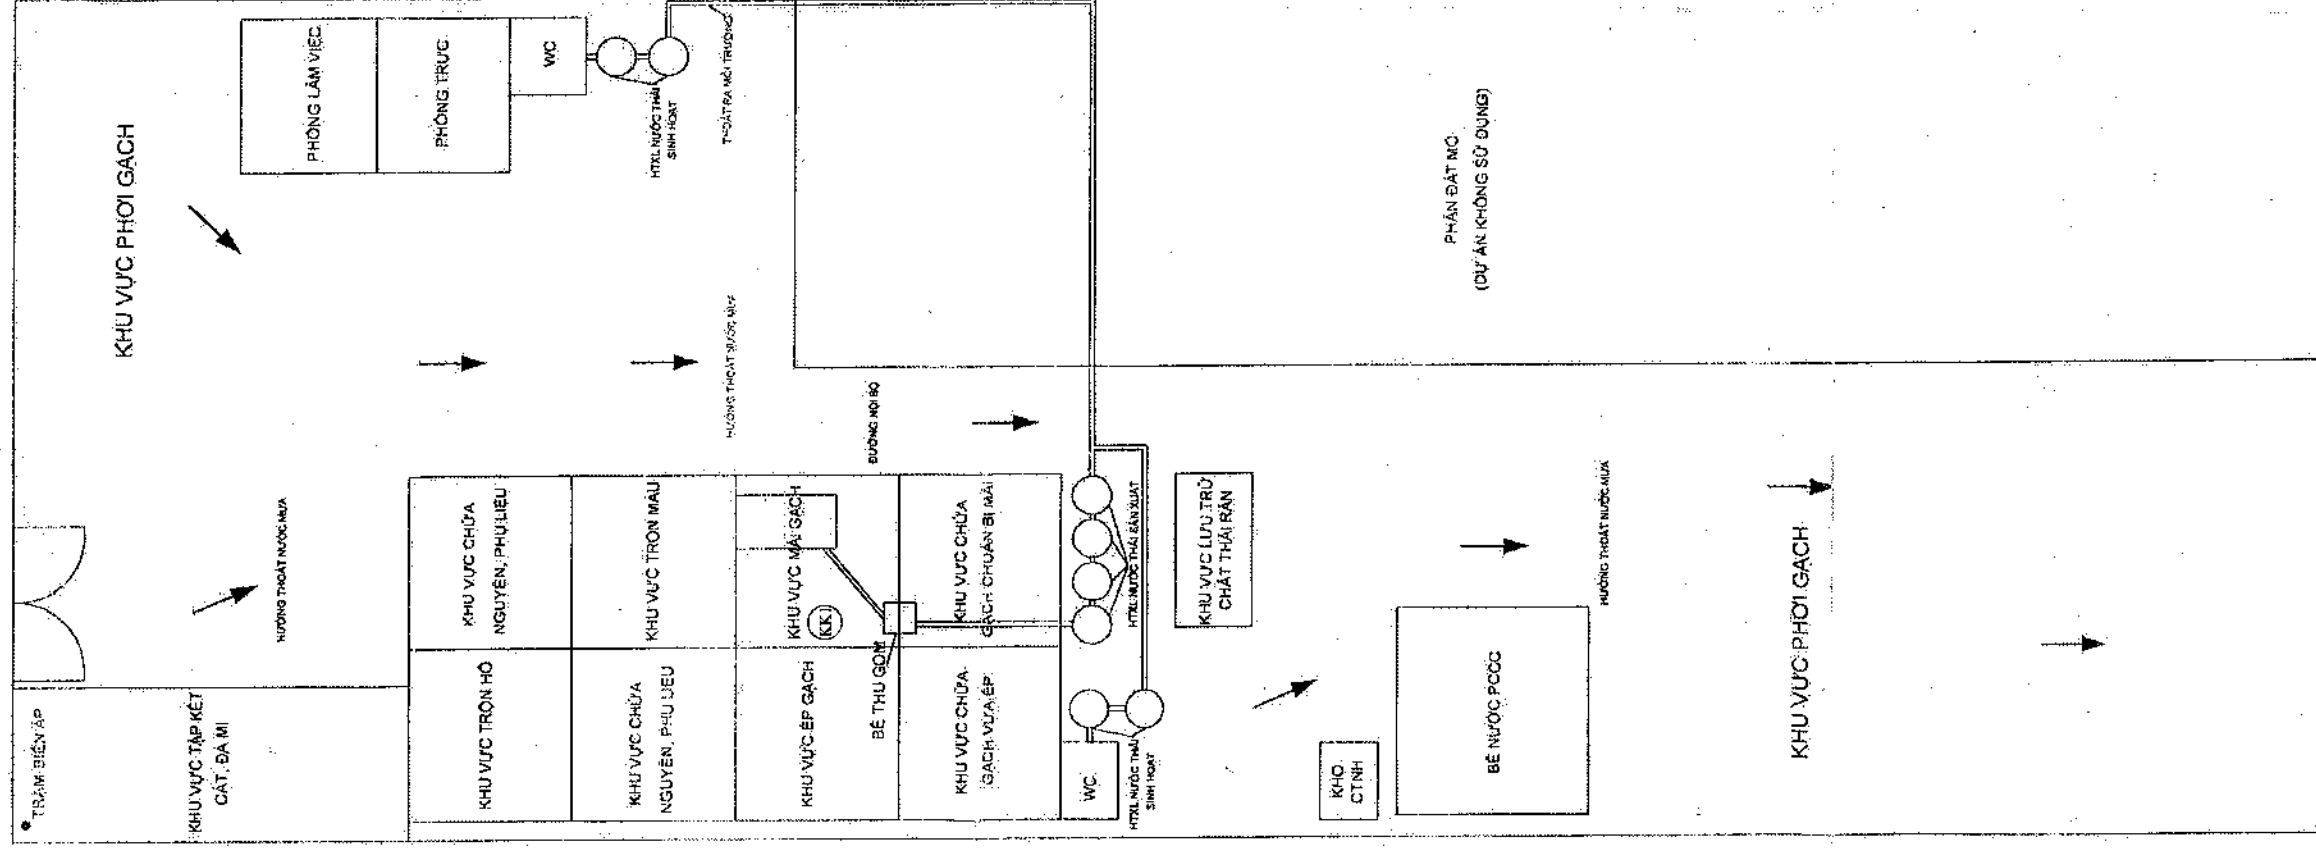 KHU VỰC PHƠI GẠCH
PHÒNG LÀM VIỆC
PHÒNG TRỰC
WC
HTXL NƯỚC THẢI
SINH HOẠT
THOÁT RA MÔI TRƯỜNG
PHẦN ĐẤT MỘ
(DỰ ÁN KHÔNG SỬ DỤNG)
HƯỚNG THOÁT NƯỚC MƯA
HƯỚNG THOÁT NƯỚC MƯA
ĐƯỜNG NỘI BỘ
KHU VỰC CHỨA
NGUYÊN, PHỤ LIỆU
KHU VỰC TRỘN MÀU
KHU VỰC MÀI GẠCH
KK1
KHU VỰC CHỨA
GẠCH CHUẨN BỊ MÀI
HTXL NƯỚC THẢI SẢN XUẤT
KHU VỰC LƯU TRỮ
CHẤT THẢI RẮN
HƯỚNG THOÁT NƯỚC MƯA
KHU VỰC PHƠI GẠCH
TRẠM BIẾN ÁP
KHU VỰC TẬP KẾT
CÁT, ĐÁ MI
KHU VỰC TRỘN HỒ
KHU VỰC CHỨA
NGUYÊN, PHỤ LIỆU
KHU VỰC ÉP GẠCH
BỂ THU GOM
KHU VỰC CHỨA
GẠCH VỪA ÉP
WC
HTXL NƯỚC THẢI
SINH HOẠT
KHO
CTNH
BỂ NƯỚC PCCC